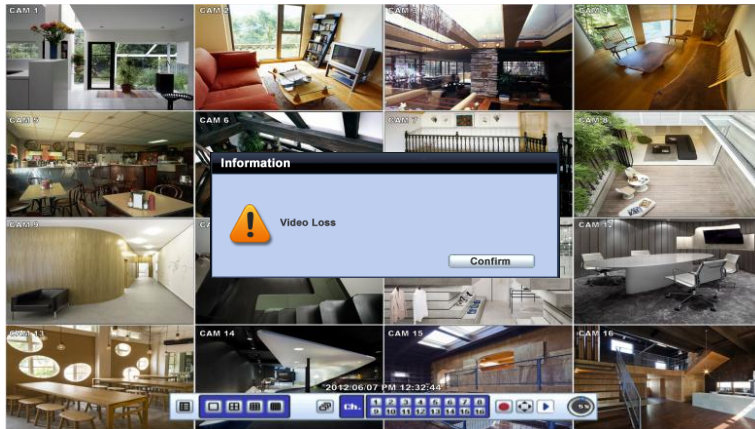 CAM 1
CAM 2
CAM 3
CAM 4
CAM 5
CAM 6
CAM 7
CAM 8
Information
Video Loss
Confirm
CAM 9
CAM 12
CAM 13
CAM 14
CAM 15
CAM 16
2012/06/07 PM 12:32:44
Ch.
1 2 3 4 5 6 7 8
9 10 11 12 13 14 15 16